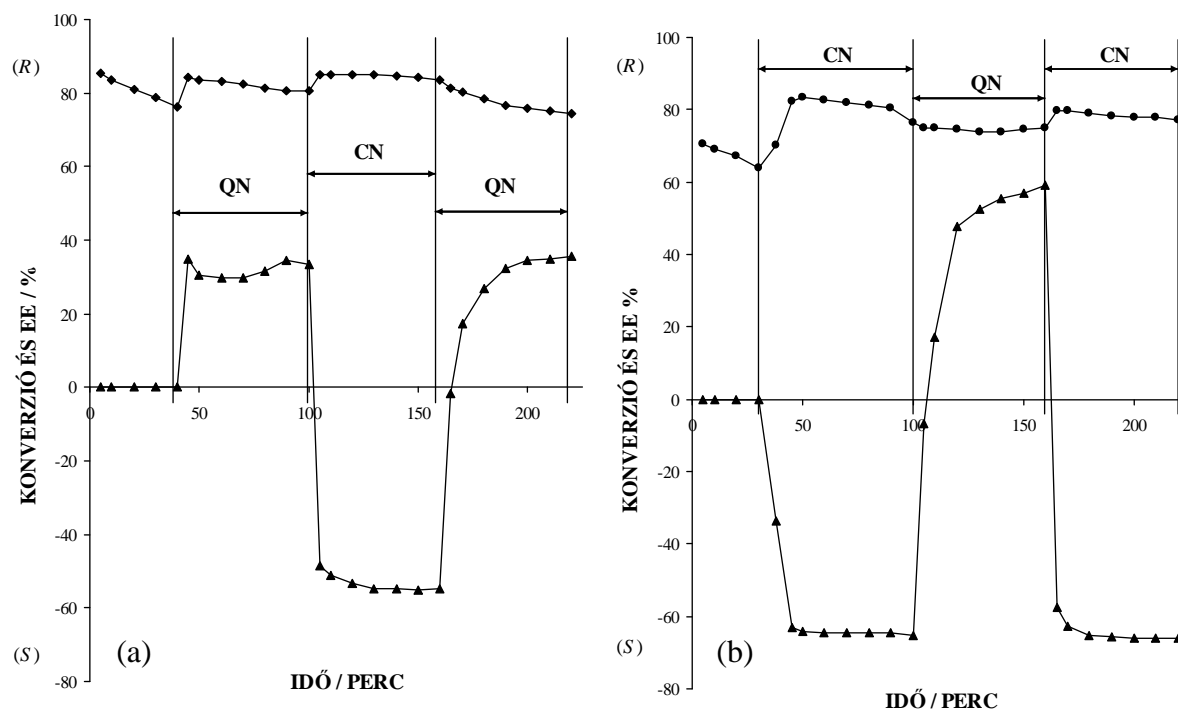 100
80
60
40
20
0
-20
-40
-60
-80
0
50
100
150
200
(R)
(S)
QN
CN
QN
KONVERZIÓ ÉS EE / %
(a)
IDŐ / PERC
100
80
60
40
20
0
-20
-40
-60
-80
0
50
100
150
200
(R)
(S)
CN
QN
CN
KONVERZIÓ ÉS EE %
(b)
IDŐ / PERC